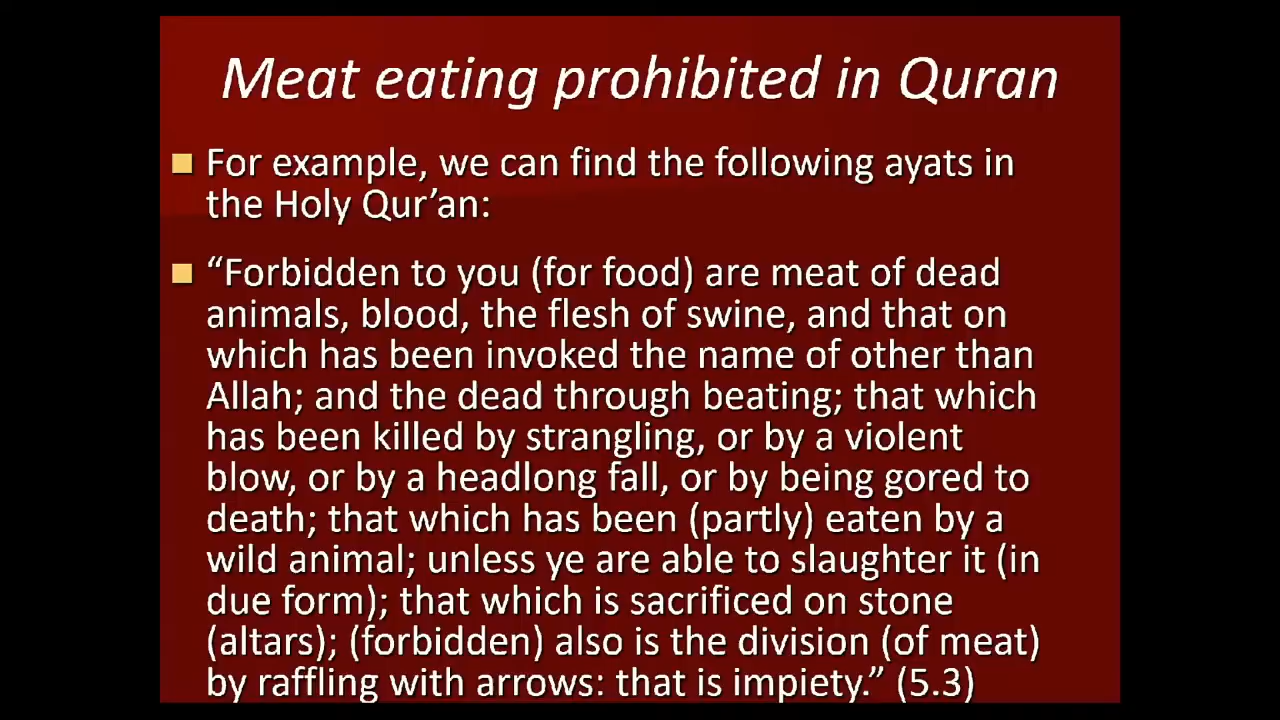 Meat eating prohibited in Quran
For example, we can find the following ayats in
the Holy Qur’an:
“Forbidden to you (for food) are meat of dead
animals, blood, the flesh of swine, and that on
which has been invoked the name of other than
Allah; and the dead through beating; that which
has been killed by strangling, or by a violent
blow, or by a headlong fall, or by being gored to
death; that which has been (partly) eaten by a
wild animal; unless ye are able to slaughter it (in
due form); that which is sacrificed on stone
(altars); (forbidden) also is the division (of meat)
by raffling with arrows: that is impiety.” (5.3)